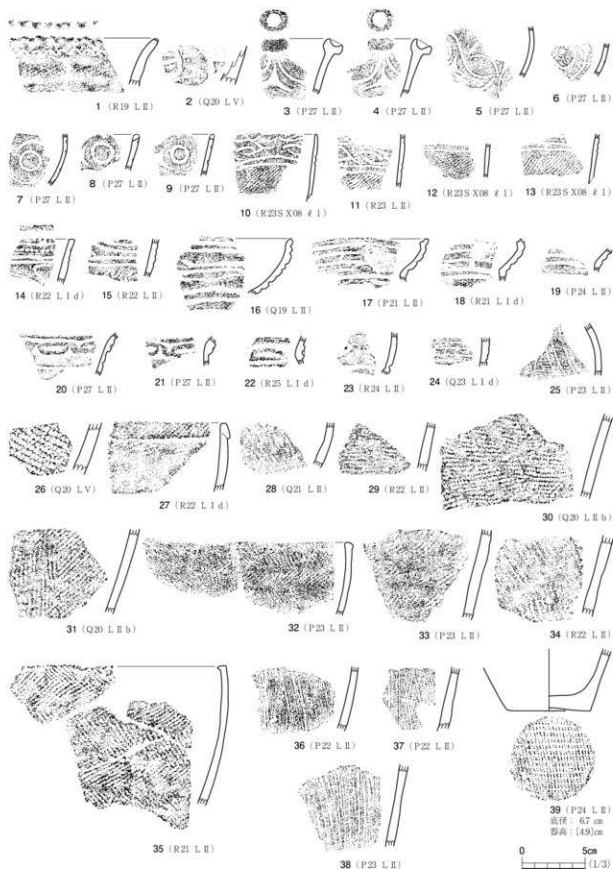 1 (R19 LⅡ)
2 (Q20 LⅤ)
3 (P27 LⅡ)
4 (P27 LⅡ)
5 (P27 LⅡ)
6 (P27 LⅡ)
7 (P27 LⅡ)
8 (P27 LⅡ)
9 (P27 LⅡ)
10 (R23SX08 ℓ1)
11 (R23 LⅡ)
12 (R23SX08 ℓ1)
13 (R23SX08 ℓ1)
14 (R22 LⅠd)
15 (R22 LⅡ)
16 (Q19 LⅡ)
17 (P21 LⅡ)
18 (R21 LⅠd)
19 (P24 LⅡ)
20 (P27 LⅡ)
21 (P27 LⅡ)
22 (R25 LⅠd)
23 (R24 LⅡ)
24 (Q23 LⅠd)
25 (P23 LⅡ)
26 (Q20 LⅤ)
27 (R22 LⅠd)
28 (Q21 LⅡ)
29 (R22 LⅡ)
30 (Q20 LⅡb)
31 (Q20 LⅡb)
32 (P23 LⅡ)
33 (P23 LⅡ)
34 (R22 LⅡ)
35 (R21 LⅡ)
36 (P22 LⅡ)
37 (P22 LⅡ)
38 (P23 LⅡ)
39 (P24 LⅡ)
底径: 6.7㎝
器高:[4.9]㎝
0 5㎝
(1/3)